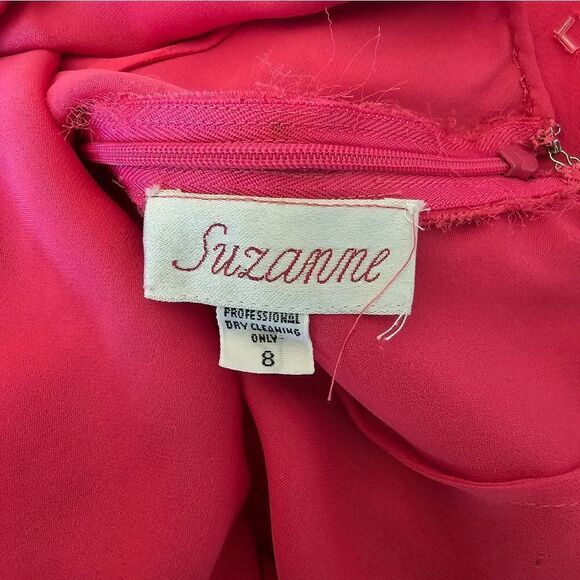 Suzanne
PROFESSIONAL
DRY CLEANING
ONLY-
8